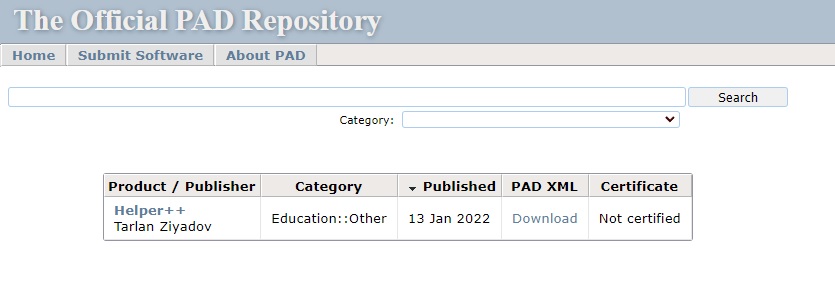 The Official PAD Repository
Home Submit Software About PAD
Search
Category:
Product / Publisher Category Published PAD XML Certificate
Helper++
Tarlan Ziyadov Education::Other 13 Jan 2022 Download Not certified